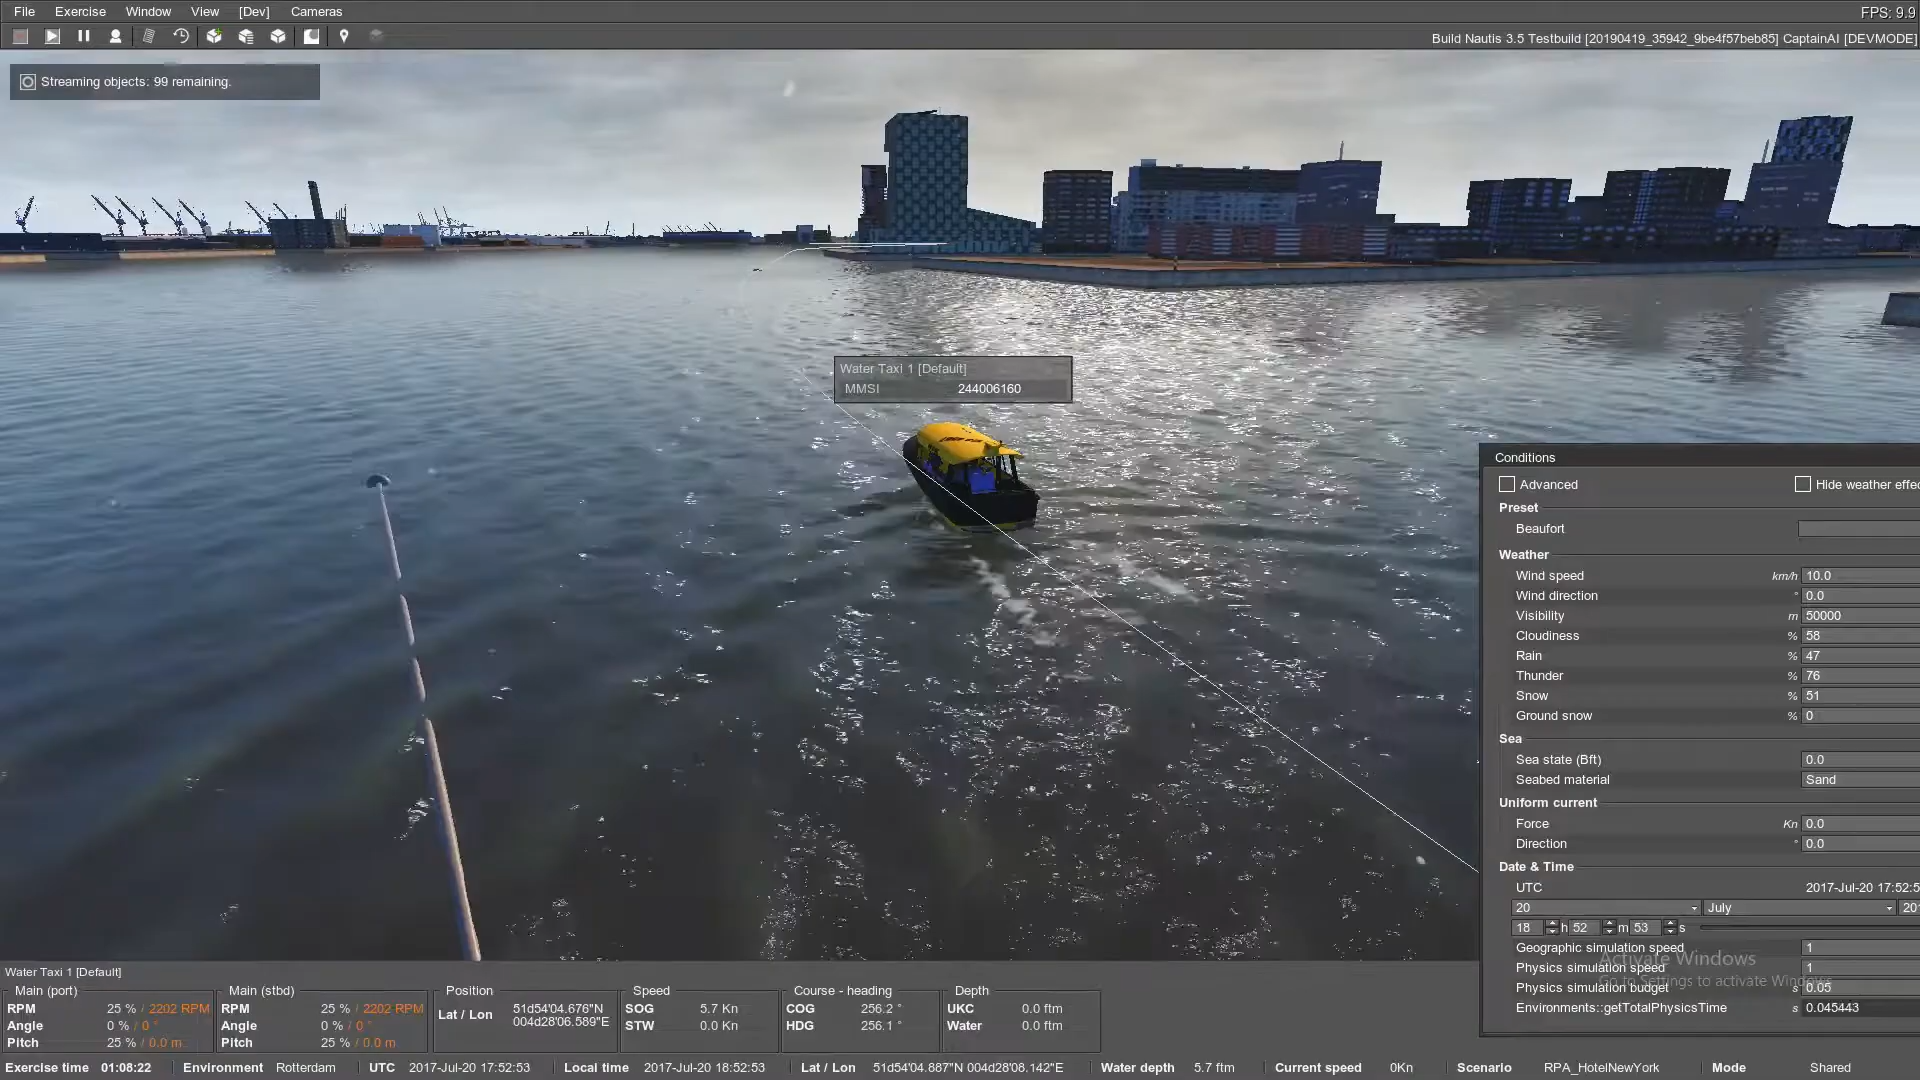 File Exercise Window View [Dev] Cameras
FPS: 9.9
Build Nautis 3.5 Testbuild [20190419_35942_9be4f57beb85] CaptainAI [DEVMODE]
Streaming objects: 99 remaining.
Water Taxi 1 [Default]
MMSI 244006160
Conditions
Advanced Hide weather effec
Preset
Beaufort
Weather
Wind speed km/h 10.0
Wind direction ° 0.0
Visibility m 50000
Cloudiness % 58
Rain % 47
Thunder % 76
Snow % 51
Ground snow % 0
Sea
Sea state (Bft) 0.0
Seabed material Sand
Uniform current
Force Kn 0.0
Direction ° 0.0
Date & Time
UTC 2017-Jul-20 17:52:5
20 July 20
18 h 52 m 53 s
Geographic simulation speed 1
Activate Windows
Physics simulation speed 1
Go to Settings to activate Windows.
Physics simulation budget s 0.05
Environments::getTotalPhysicsTime s 0.045443
Water Taxi 1 [Default]
Main (port) Main (stbd) Position Speed Course - heading Depth
RPM 25 % / 2202 RPM RPM 25 % / 2202 RPM Lat / Lon 51d54'04.676"N SOG 5.7 Kn COG 256.2 ° UKC 0.0 ftm
Angle 0 % / 0 ° Angle 0 % / 0 ° 004d28'06.589"E STW 0.0 Kn HDG 256.1 ° Water 0.0 ftm
Pitch 25 % / 0.0 m Pitch 25 % / 0.0 m
Exercise time 01:08:22 Environment Rotterdam UTC 2017-Jul-20 17:52:53 Local time 2017-Jul-20 18:52:53 Lat / Lon 51d54'04.887"N 004d28'08.142"E Water depth 5.7 ftm Current speed 0Kn Scenario RPA_HotelNewYork Mode Shared